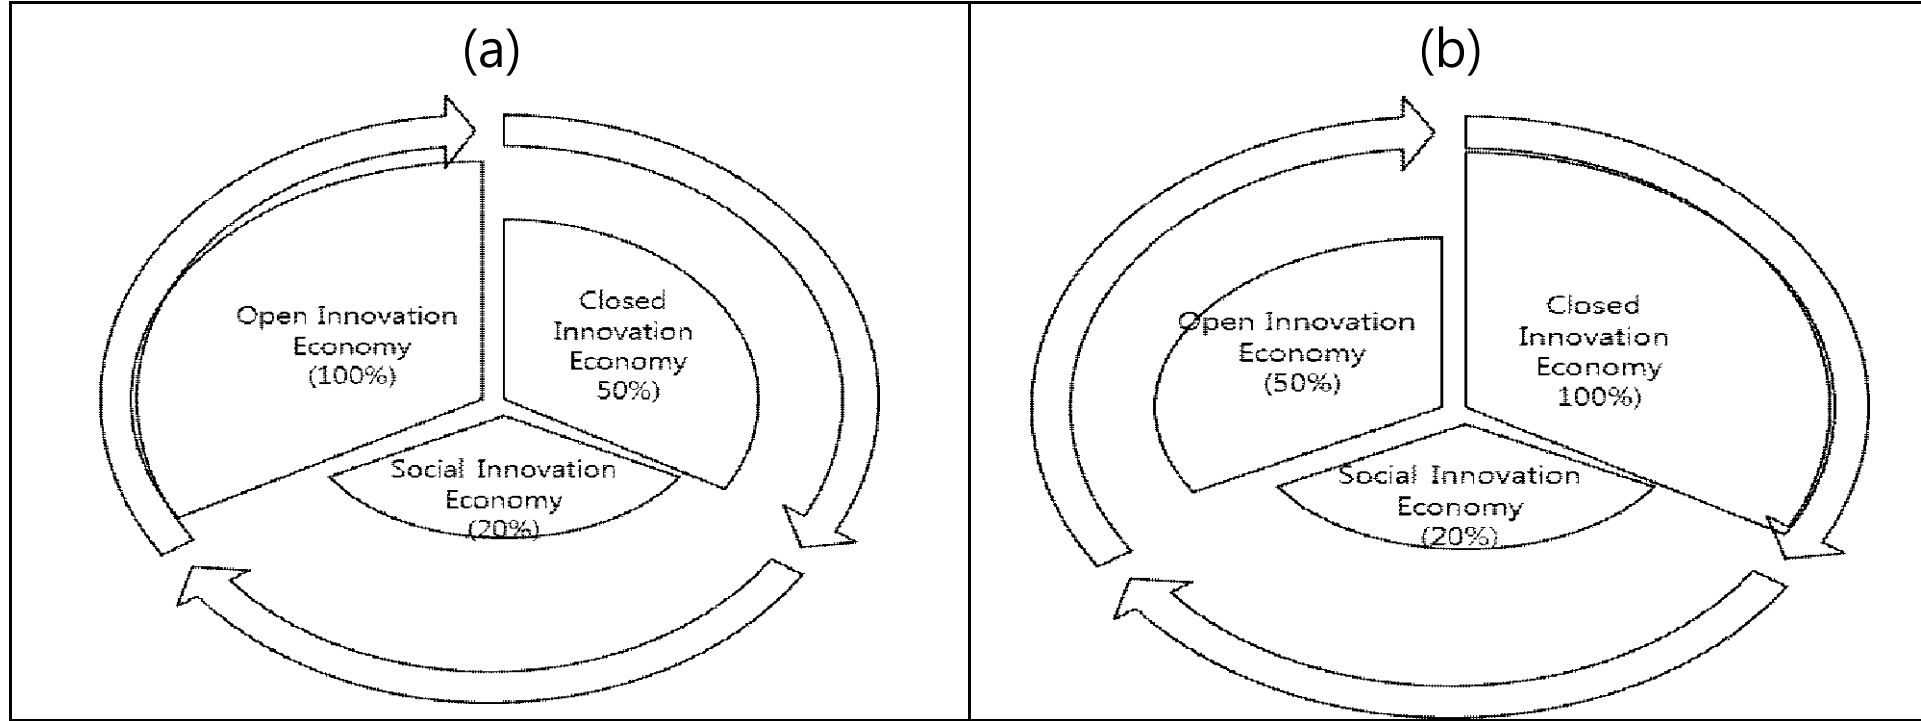 (a)
Open Innovation
Economy
(100%)
Closed
Innovation
Economy
50%)
Social Innovation
Economy
(20%)
(b)
Open Innovation
Economy
(50%)
Closed
Innovation
Economy
100%)
Social Innovation
Economy
(20%)